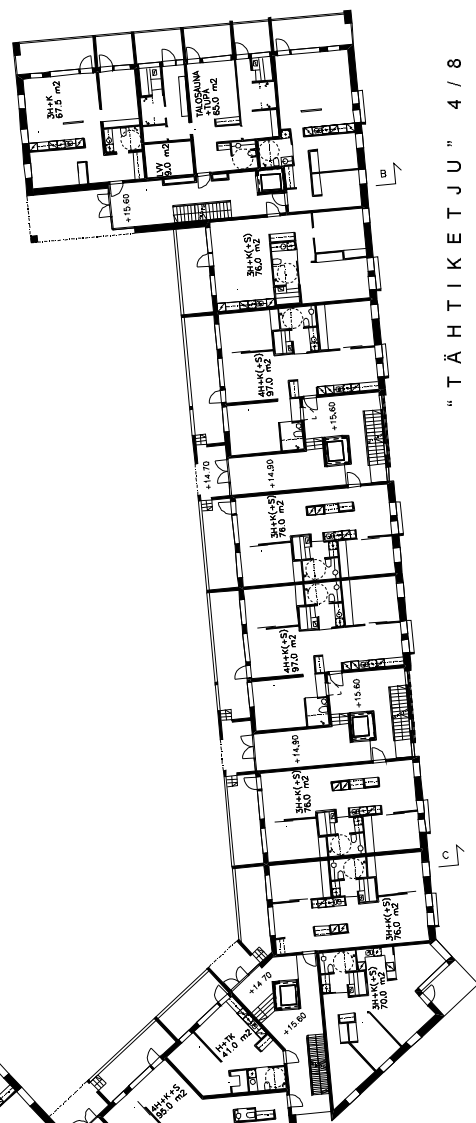 "TÄHTIKETJU" 4/8
3H+K
67.5 m2
TALOSAUNA
+TUPA
65.0 m2
LVV
9.0 m2
B
+15.60
3H+K(+S)
76.0 m2
4H+K(+S)
97.0 m2
+15.60
+14.70
+14.90
3H+K(+S)
76.0 m2
4H+K(+S)
97.0 m2
+15.60
+14.90
3H+K(+S)
76.0 m2
C
3H+K(+S)
76.0 m2
+14.70
3H+K(+S)
70.0 m2
+15.60
H+TK
41.0 m2
4H+K+S
95.0 m2